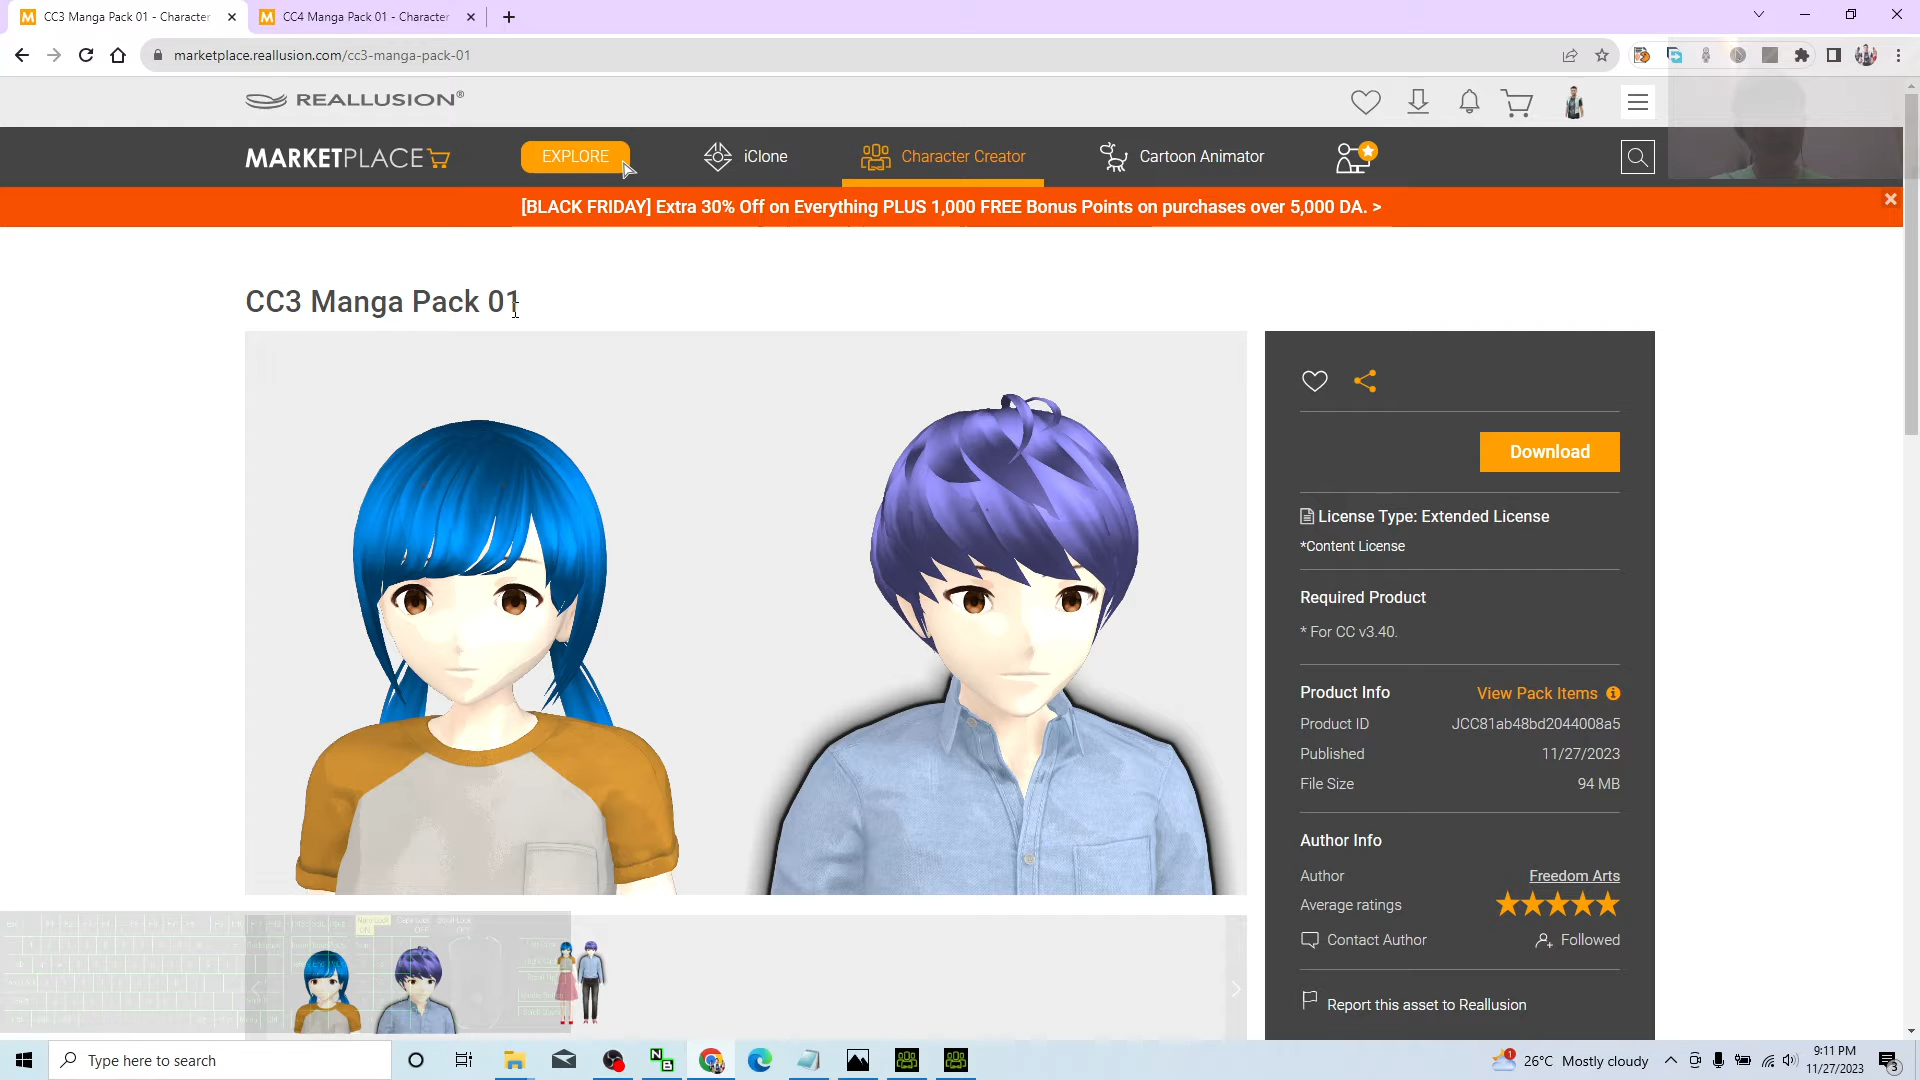 CC3 Manga Pack 01 - Character
CC4 Manga Pack 01 - Character
marketplace.reallusion.com/cc3-manga-pack-01
REALLUSION®
MARKETPLACE
EXPLORE
iClone
Character Creator
Cartoon Animator
[BLACK FRIDAY] Extra 30% Off on Everything PLUS 1,000 FREE Bonus Points on purchases over 5,000 DA. >
CC3 Manga Pack 01
Download
License Type: Extended License
*Content License
Required Product
* For CC v3.40.
Product Info
View Pack Items
Product ID
JCC81ab48bd2044008a5
Published
11/27/2023
File Size
94 MB
Author Info
Author
Freedom Arts
Average ratings
Contact Author
Followed
Report this asset to Reallusion
Type here to search
26°C Mostly cloudy
9:11 PM
11/27/2023